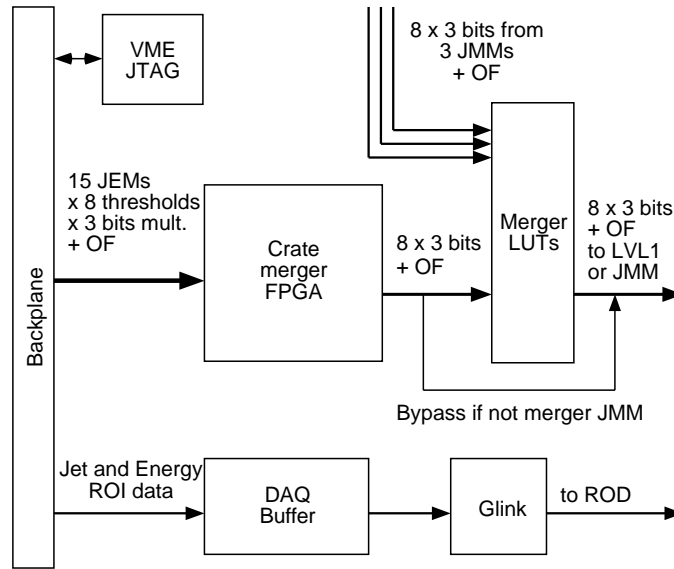 VME
JTAG
8 x 3 bits from
3 JMMs
+ OF
15 JEMs
x 8 thresholds
x 3 bits mult.
+ OF
Crate
merger
FPGA
8 x 3 bits
+ OF
Merger
LUTs
8 x 3 bits
+ OF
to LVL1
or JMM
Backplane
Bypass if not merger JMM
Jet and Energy
ROI data
DAQ
Buffer
Glink
to ROD